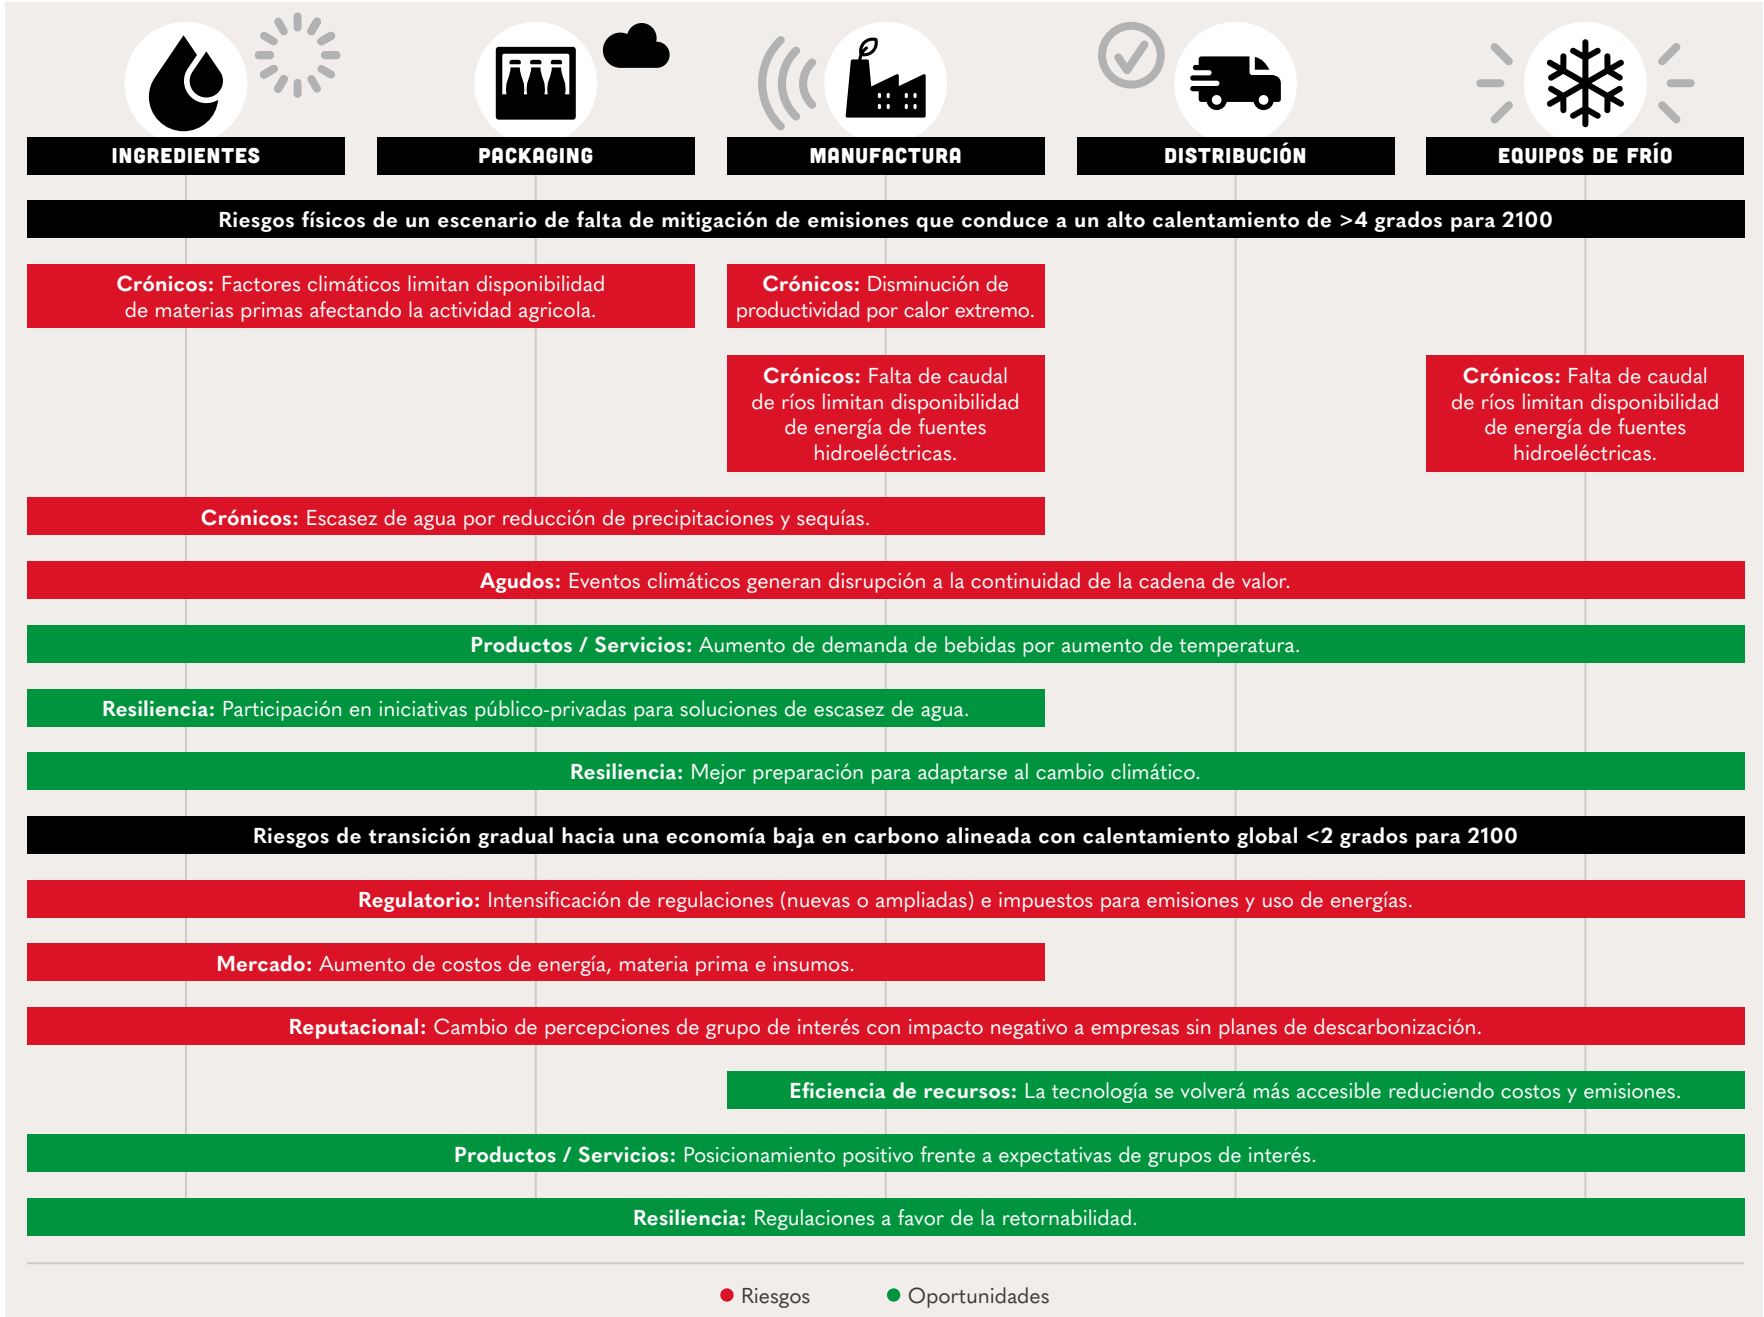 INGREDIENTES
PACKAGING
MANUFACTURA
DISTRIBUCIÓN
EQUIPOS DE FRÍO
Riesgos físicos de un escenario de falta de mitigación de emisiones que conduce a un alto calentamiento de >4 grados para 2100
Crónicos: Factores climáticos limitan disponibilidad
de materias primas afectando la actividad agricola.
Crónicos: Disminución de
productividad por calor extremo.
Crónicos: Falta de caudal
de ríos limitan disponibilidad
de energía de fuentes
hidroeléctricas.
Crónicos: Falta de caudal
de ríos limitan disponibilidad
de energía de fuentes
hidroeléctricas.
Crónicos: Escasez de agua por reducción de precipitaciones y sequías.
Agudos: Eventos climáticos generan disrupción a la continuidad de la cadena de valor.
Productos / Servicios: Aumento de demanda de bebidas por aumento de temperatura.
Resiliencia: Participación en iniciativas público-privadas para soluciones de escasez de agua.
Resiliencia: Mejor preparación para adaptarse al cambio climático.
Riesgos de transición gradual hacia una economía baja en carbono alineada con calentamiento global <2 grados para 2100
Regulatorio: Intensificación de regulaciones (nuevas o ampliadas) e impuestos para emisiones y uso de energías.
Mercado: Aumento de costos de energía, materia prima e insumos.
Reputacional: Cambio de percepciones de grupo de interés con impacto negativo a empresas sin planes de descarbonización.
Eficiencia de recursos: La tecnología se volverá más accesible reduciendo costos y emisiones.
Productos / Servicios: Posicionamiento positivo frente a expectativas de grupos de interés.
Resiliencia: Regulaciones a favor de la retornabilidad.
Riesgos
Oportunidades